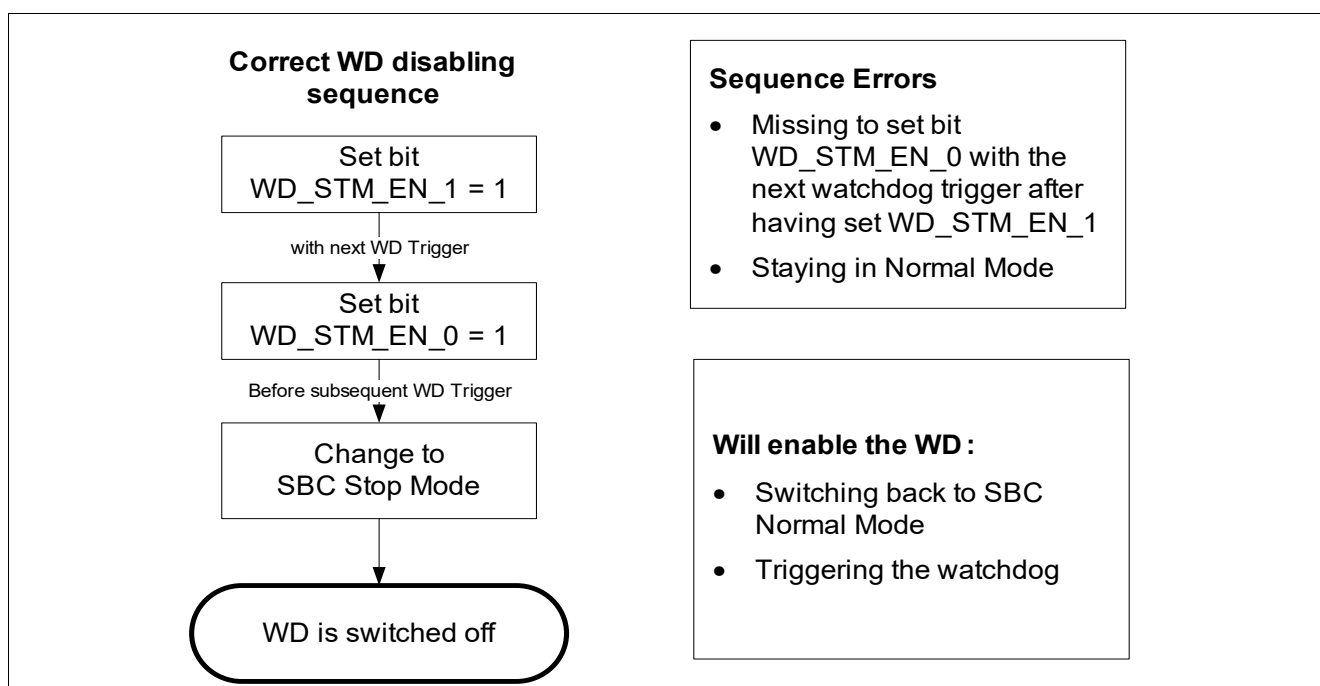 Correct WD disabling
sequence
Set bit
WD_STM_EN_1 = 1
with next WD Trigger
Set bit
WD_STM_EN_0 = 1
Before subsequent WD Trigger
Change to
SBC Stop Mode
WD is switched off
Sequence Errors
• Missing to set bit
WD_STM_EN_0 with the
next watchdog trigger after
having set WD_STM_EN_1
• Staying in Normal Mode
Will enable the WD :
• Switching back to SBC
Normal Mode
• Triggering the watchdog